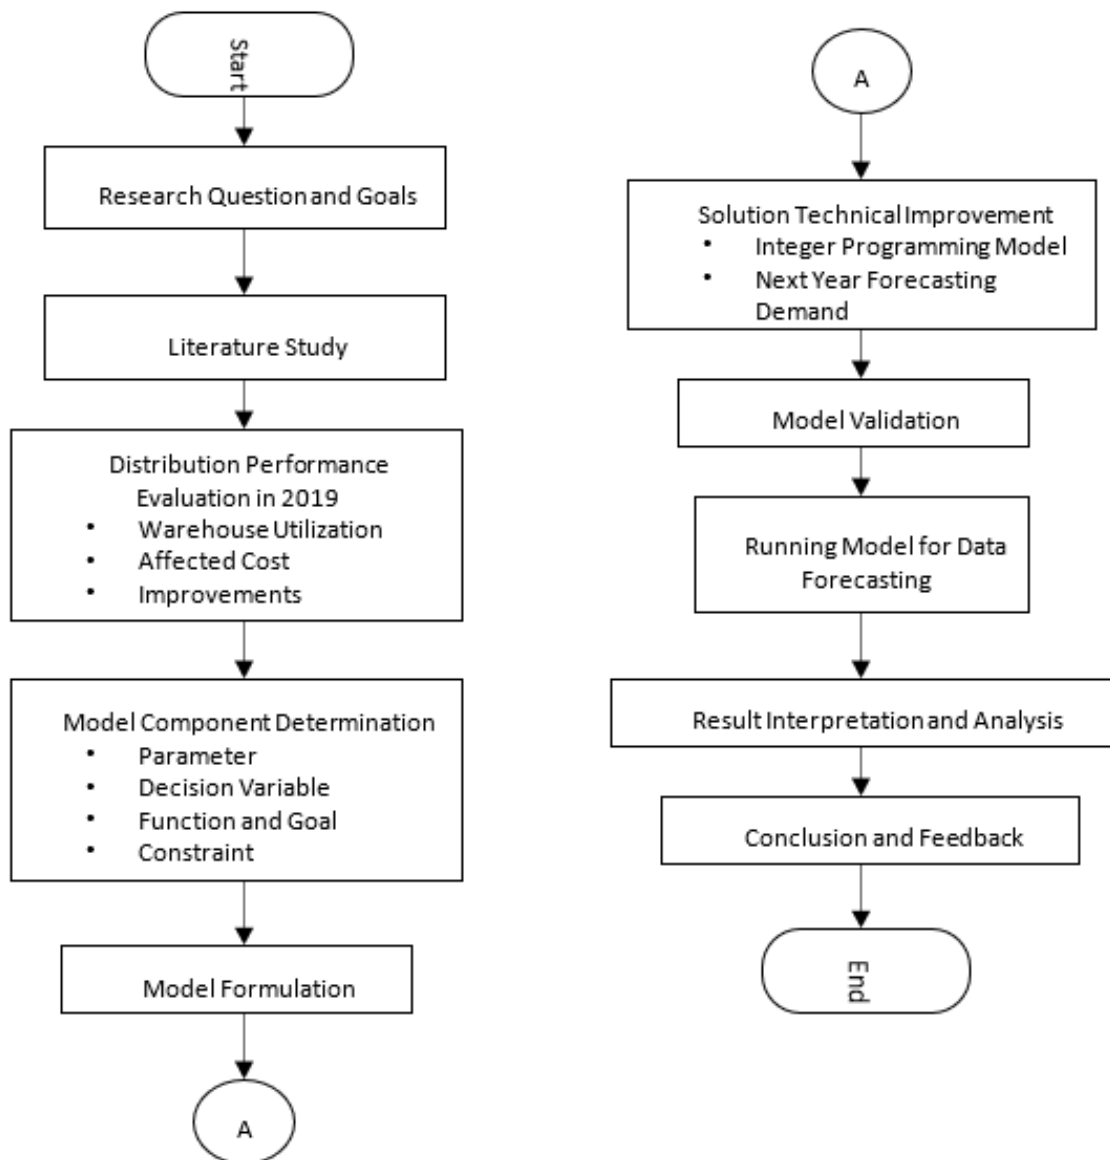 Start
Research Question and Goals
Literature Study
Distribution Performance
Evaluation in 2019
• Warehouse Utilization
• Affected Cost
• Improvements
Model Component Determination
• Parameter
• Decision Variable
• Function and Goal
• Constraint
Model Formulation
A
A
Solution Technical Improvement
• Integer Programming Model
• Next Year Forecasting
Demand
Model Validation
Running Model for Data
Forecasting
Result Interpretation and Analysis
Conclusion and Feedback
End